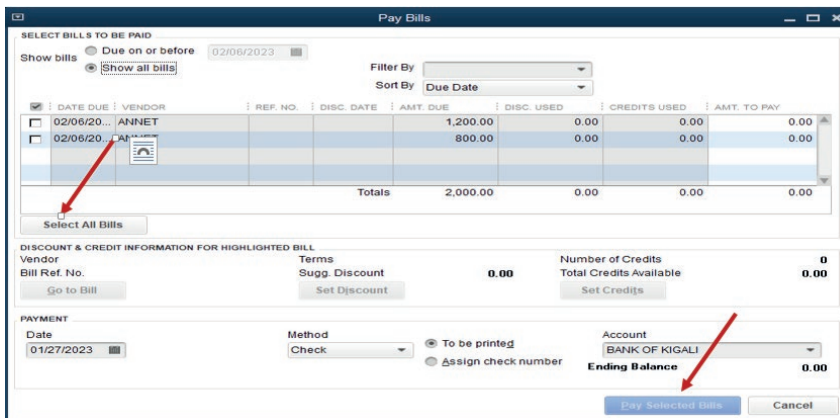 Pay Bills
SELECT BILLS TO BE PAID
Show bills
Due on or before 02/06/2023
Show all bills
Filter By
Sort By Due Date
DATE DUE VENDOR REF. NO. DISC. DATE AMT. DUE DISC. USED CREDITS USED AMT. TO PAY
02/06/20... ANNET 1,200.00 0.00 0.00 0.00
02/06/20... 800.00 0.00 0.00 0.00
Totals 2,000.00 0.00 0.00 0.00
Select All Bills
DISCOUNT & CREDIT INFORMATION FOR HIGHLIGHTED BILL
Vendor Terms Number of Credits 0
Bill Ref. No. Sugg. Discount 0.00 Total Credits Available 0.00
Go to Bill Set Discount Set Credits
PAYMENT
Date Method Account
01/27/2023 Check To be printed BANK OF KIGALI
Assign check number Ending Balance 0.00
Pay Selected Bills Cancel